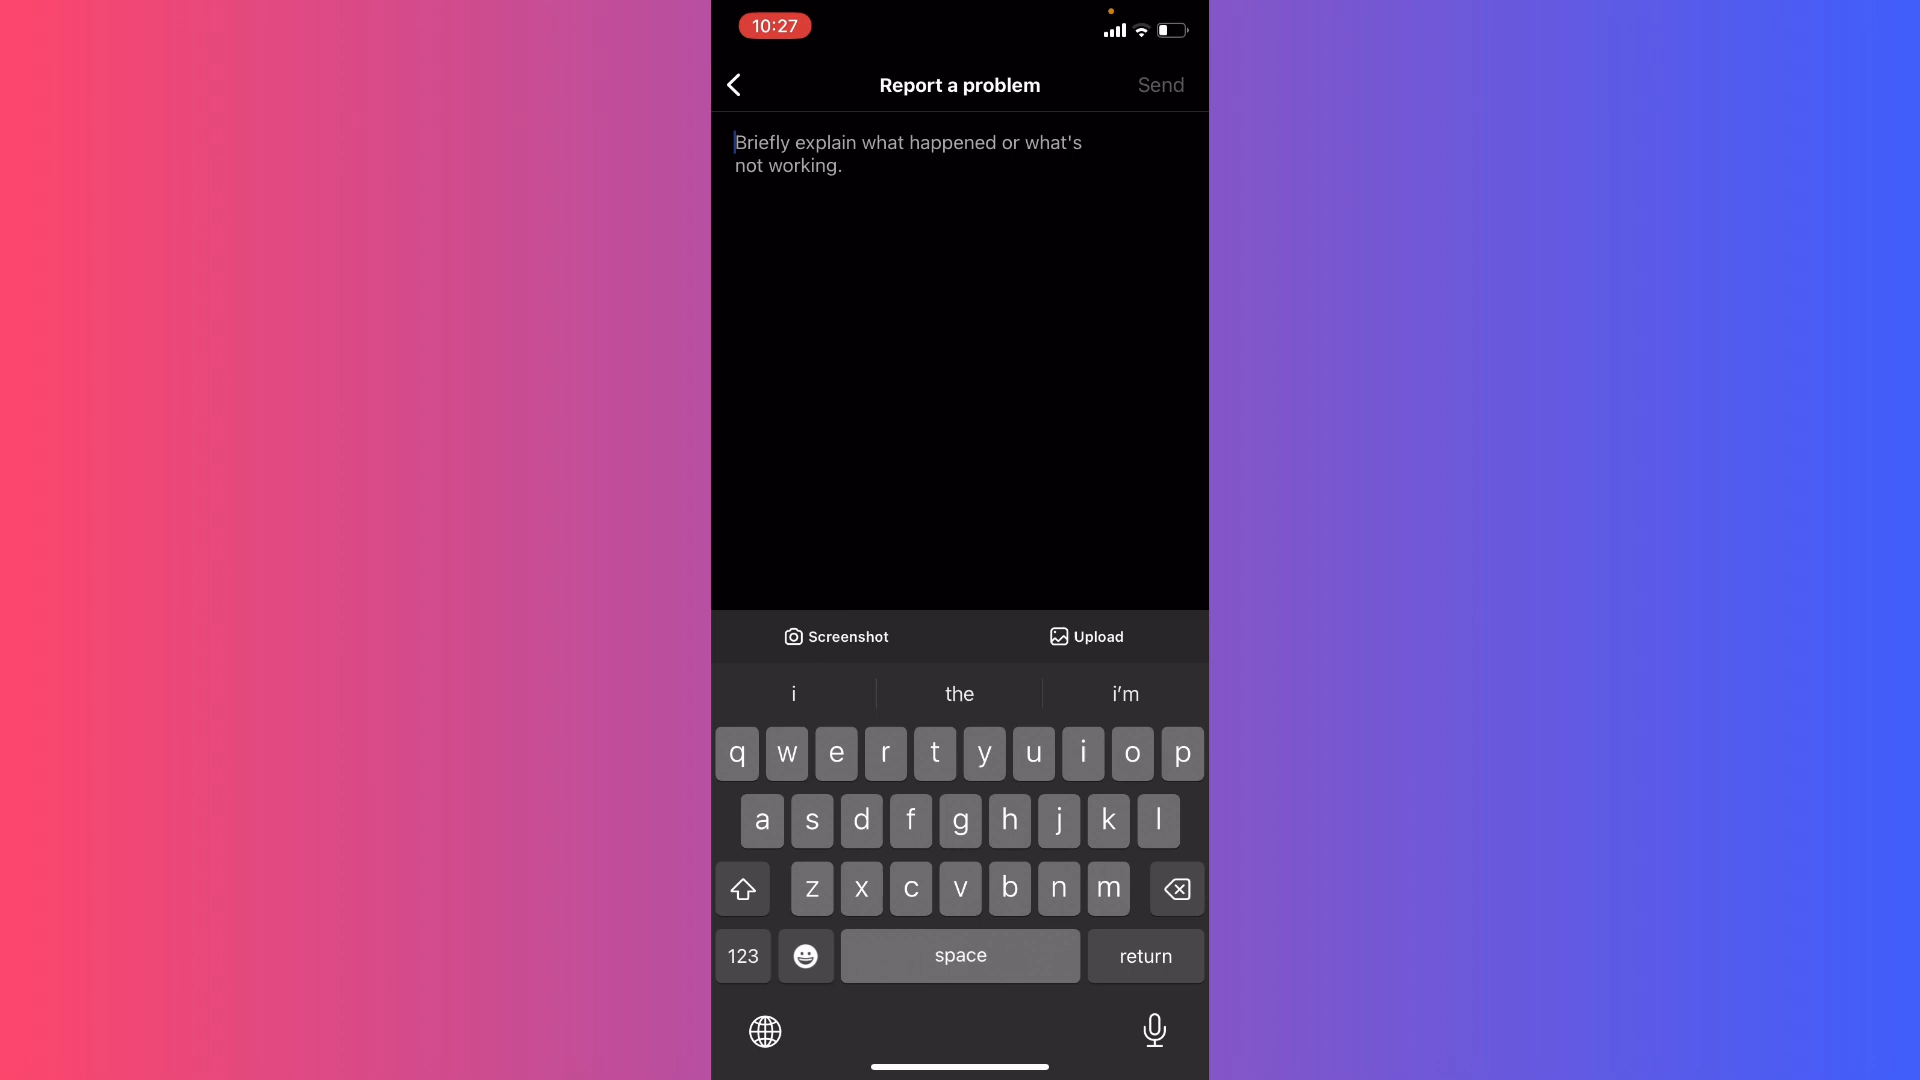 10:27
Report a problem
Send
Briefly explain what happened or what's
not working.
Screenshot
Upload
i
the
i'm
q w e r t y u i o p
a s d f g h j k l
z x c v b n m
123
space
return